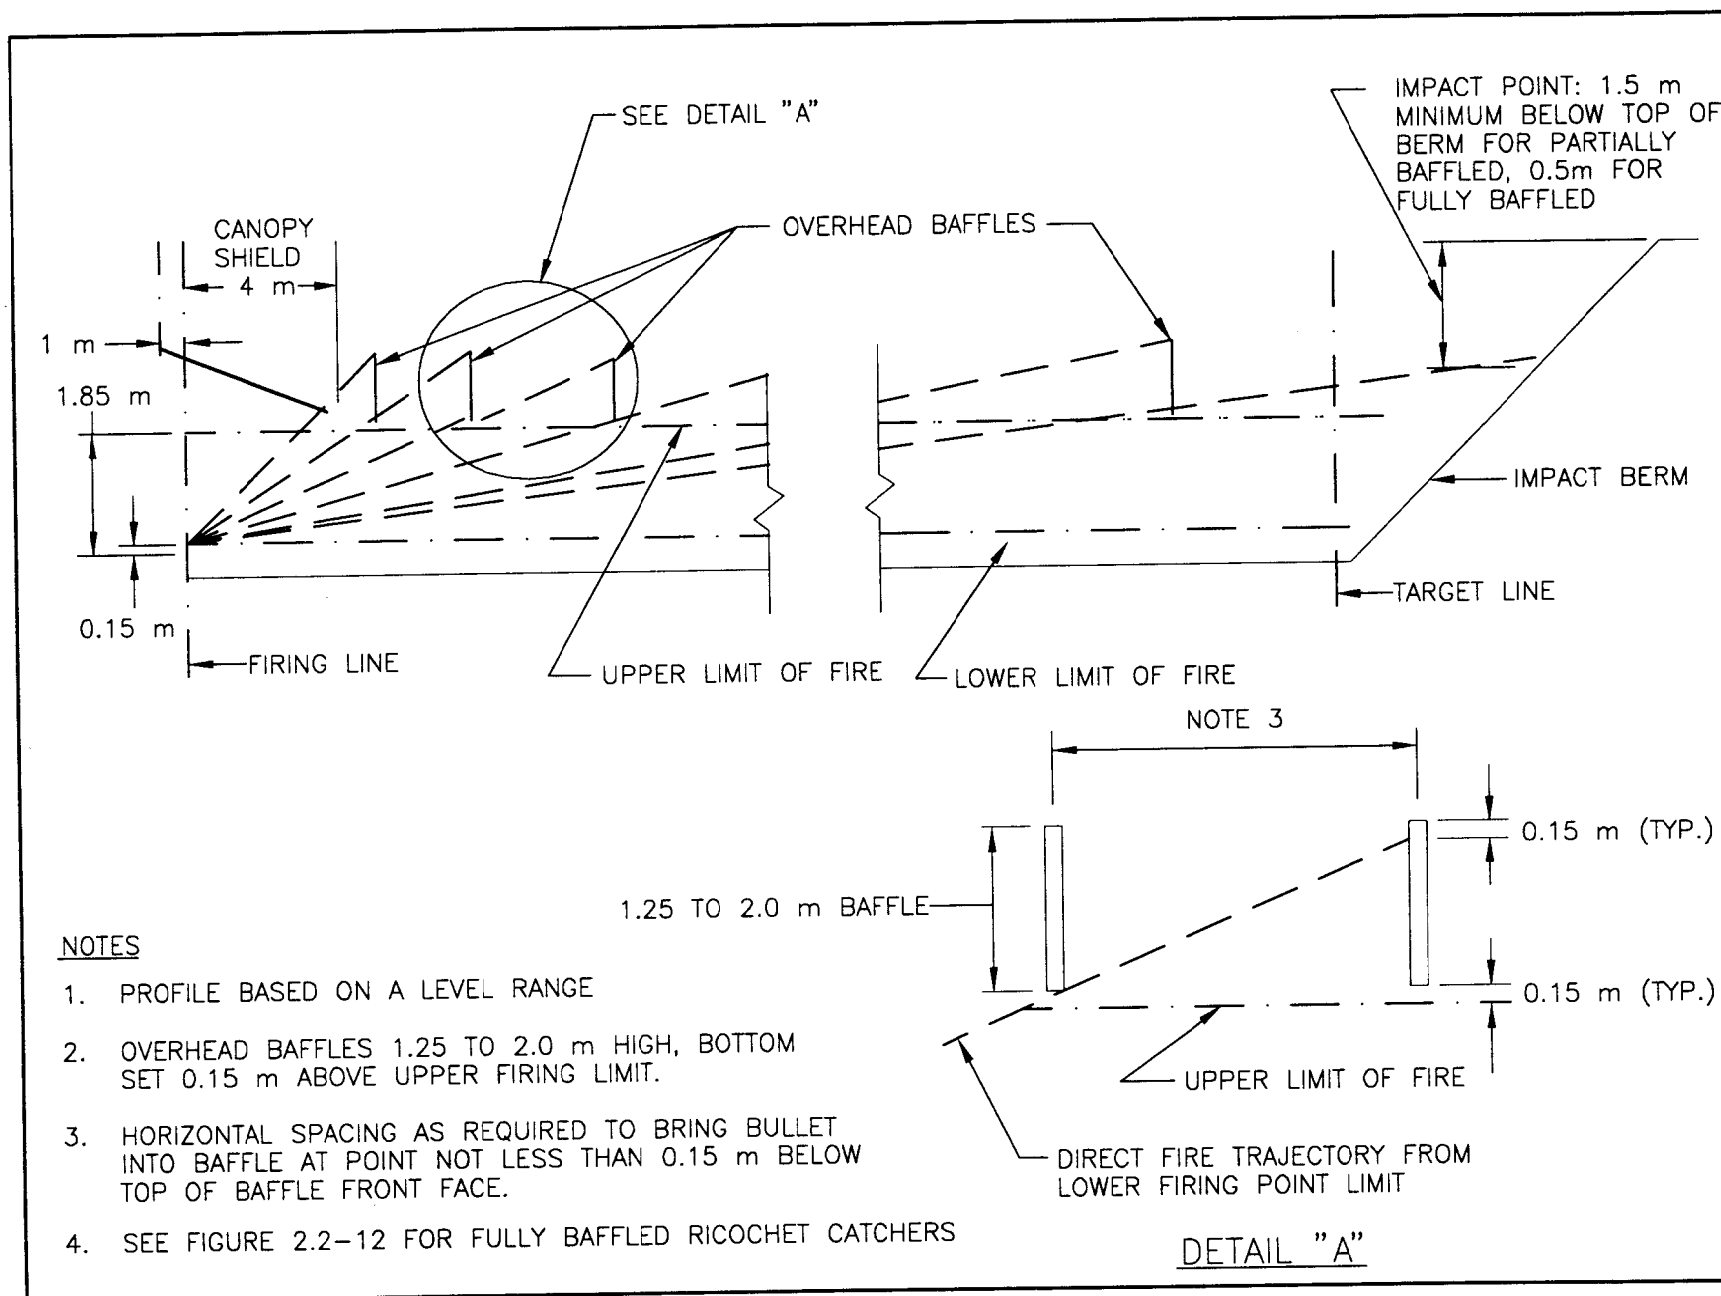 SEE DETAIL "A"
IMPACT POINT: 1.5 m
MINIMUM BELOW TOP OF
BERM FOR PARTIALLY
BAFFLED, 0.5m FOR
FULLY BAFFLED
CANOPY
SHIELD
4 m
OVERHEAD BAFFLES
1 m
1.85 m
IMPACT BERM
TARGET LINE
0.15 m
FIRING LINE
UPPER LIMIT OF FIRE
LOWER LIMIT OF FIRE
NOTE 3
0.15 m (TYP.)
1.25 TO 2.0 m BAFFLE
0.15 m (TYP.)
UPPER LIMIT OF FIRE
DIRECT FIRE TRAJECTORY FROM
LOWER FIRING POINT LIMIT
DETAIL "A"
NOTES
1. PROFILE BASED ON A LEVEL RANGE
2. OVERHEAD BAFFLES 1.25 TO 2.0 m HIGH, BOTTOM
SET 0.15 m ABOVE UPPER FIRING LIMIT.
3. HORIZONTAL SPACING AS REQUIRED TO BRING BULLET
INTO BAFFLE AT POINT NOT LESS THAN 0.15 m BELOW
TOP OF BAFFLE FRONT FACE.
4. SEE FIGURE 2.2-12 FOR FULLY BAFFLED RICOCHET CATCHERS